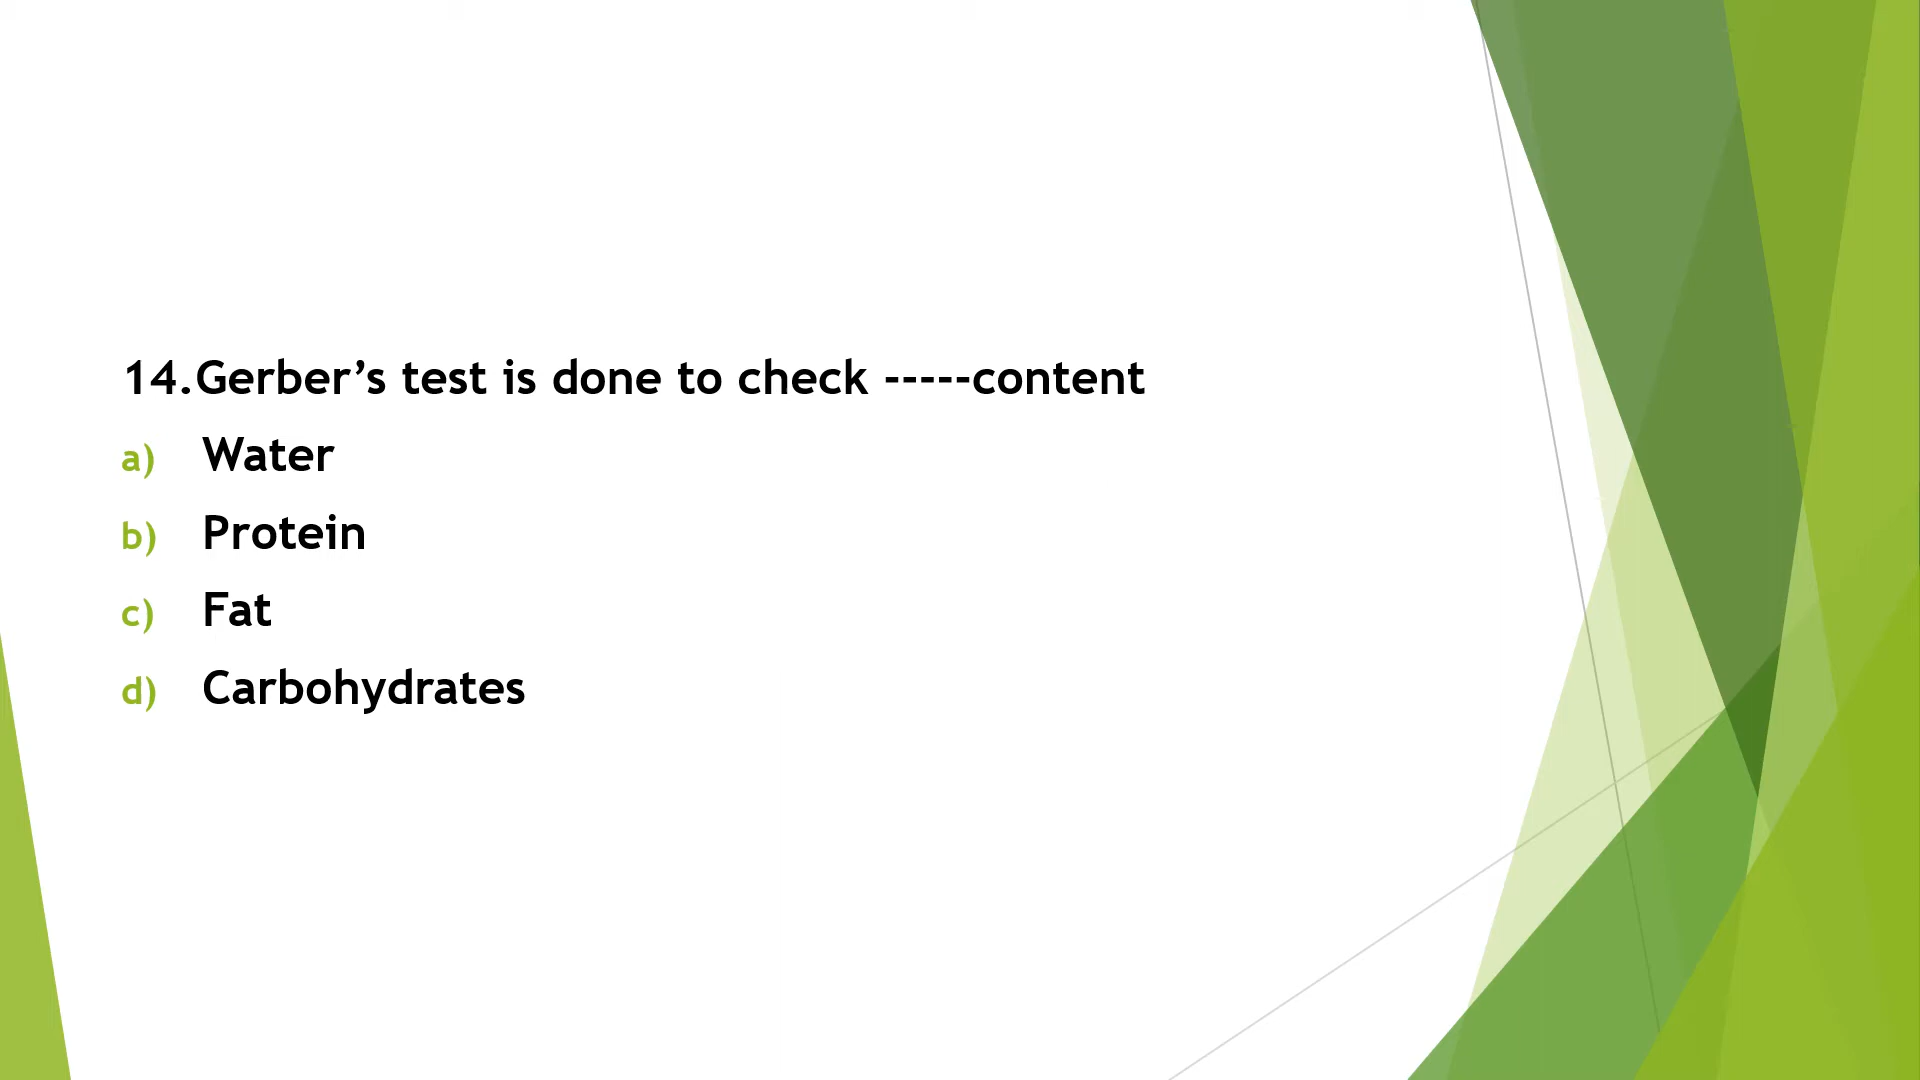 14.Gerber’s test is done to check -----content
a) Water
b) Protein
c) Fat
d) Carbohydrates